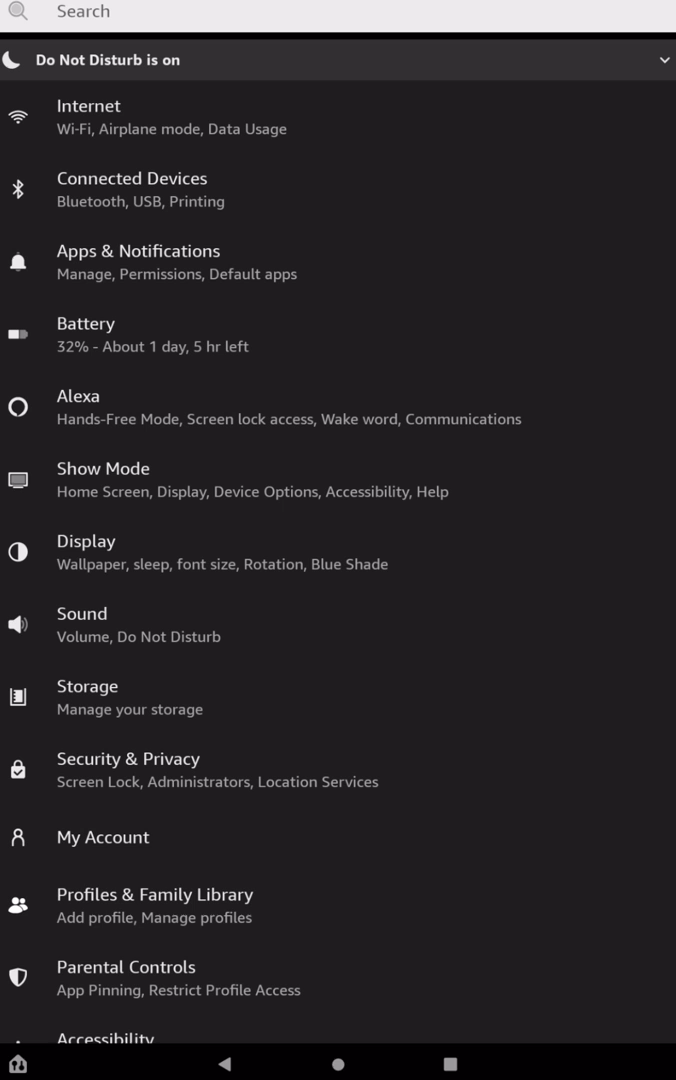 Search
Do Not Disturb is on
Internet
Wi-Fi, Airplane mode, Data Usage
Connected Devices
Bluetooth, USB, Printing
Apps & Notifications
Manage, Permissions, Default apps
Battery
32% - About 1 day, 5 hr left
Alexa
Hands-Free Mode, Screen lock access, Wake word, Communications
Show Mode
Home Screen, Display, Device Options, Accessibility, Help
Display
Wallpaper, sleep, font size, Rotation, Blue Shade
Sound
Volume, Do Not Disturb
Storage
Manage your storage
Security & Privacy
Screen Lock, Administrators, Location Services
My Account
Profiles & Family Library
Add profile, Manage profiles
Parental Controls
App Pinning, Restrict Profile Access
Accessibility